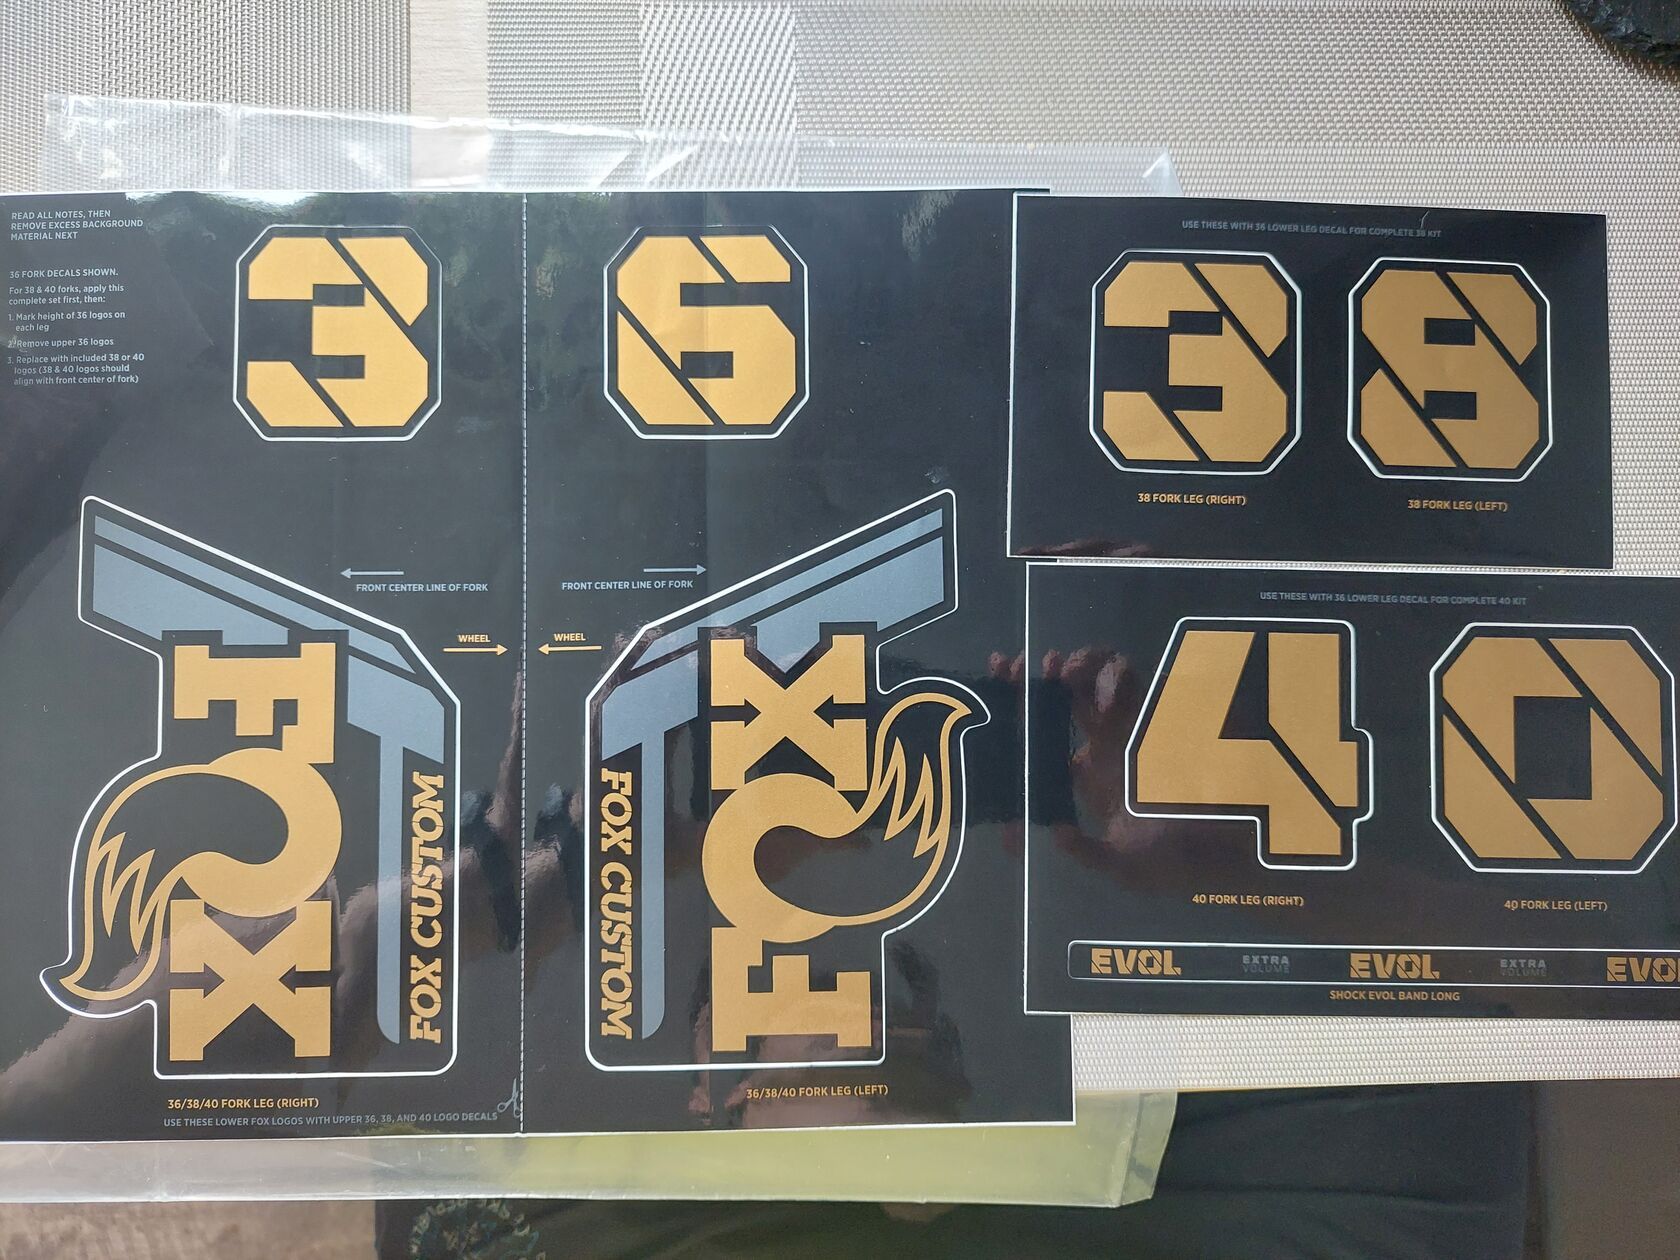 READ ALL NOTES, THEN
REMOVE EXCESS BACKGROUND
MATERIAL NEXT
36 FORK DECALS SHOWN.
For 38 & 40 forks, apply this
complete set first, then:
1. Mark height of 36 logos on
each leg
2. Remove upper 36 logos
3. Replace with included 38 or 40
logos (38 & 40 logos should
align with front center of fork)
3
6
FRONT CENTER LINE OF FORK
FRONT CENTER LINE OF FORK
WHEEL
WHEEL
FOX
FOX CUSTOM
FOX CUSTOM
FOX
36/38/40 FORK LEG (RIGHT)
USE THESE LOWER FOX LOGOS WITH UPPER 36, 38, AND 40 LOGO DECALS
36/38/40 FORK LEG (LEFT)
USE THESE WITH 36 LOWER LEG DECAL FOR COMPLETE 38 KIT
3
8
38 FORK LEG (RIGHT)
38 FORK LEG (LEFT)
USE THESE WITH 36 LOWER LEG DECAL FOR COMPLETE 40 KIT
4
0
40 FORK LEG (RIGHT)
40 FORK LEG (LEFT)
EVOL EXTRA VOLUME EVOL EXTRA VOLUME EVO
SHOCK EVOL BAND LONG